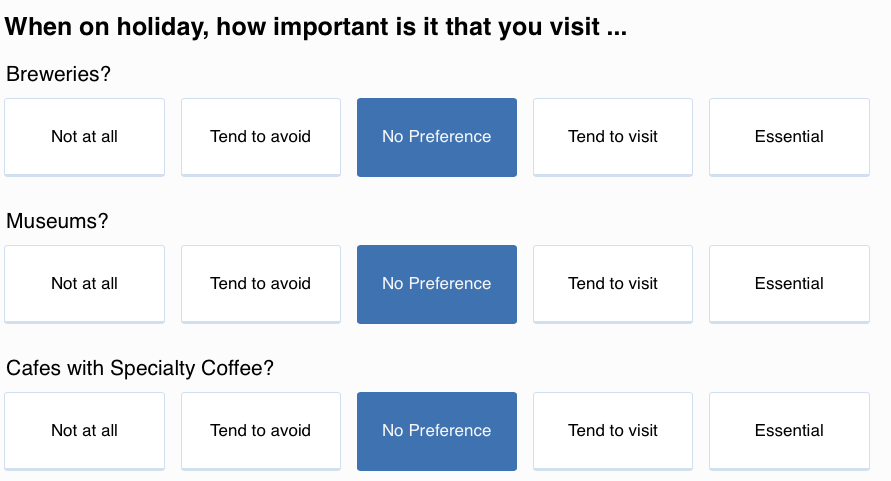 When on holiday, how important is it that you visit ...
Breweries?
Not at all Tend to avoid No Preference Tend to visit Essential
Museums?
Not at all Tend to avoid No Preference Tend to visit Essential
Cafes with Specialty Coffee?
Not at all Tend to avoid No Preference Tend to visit Essential